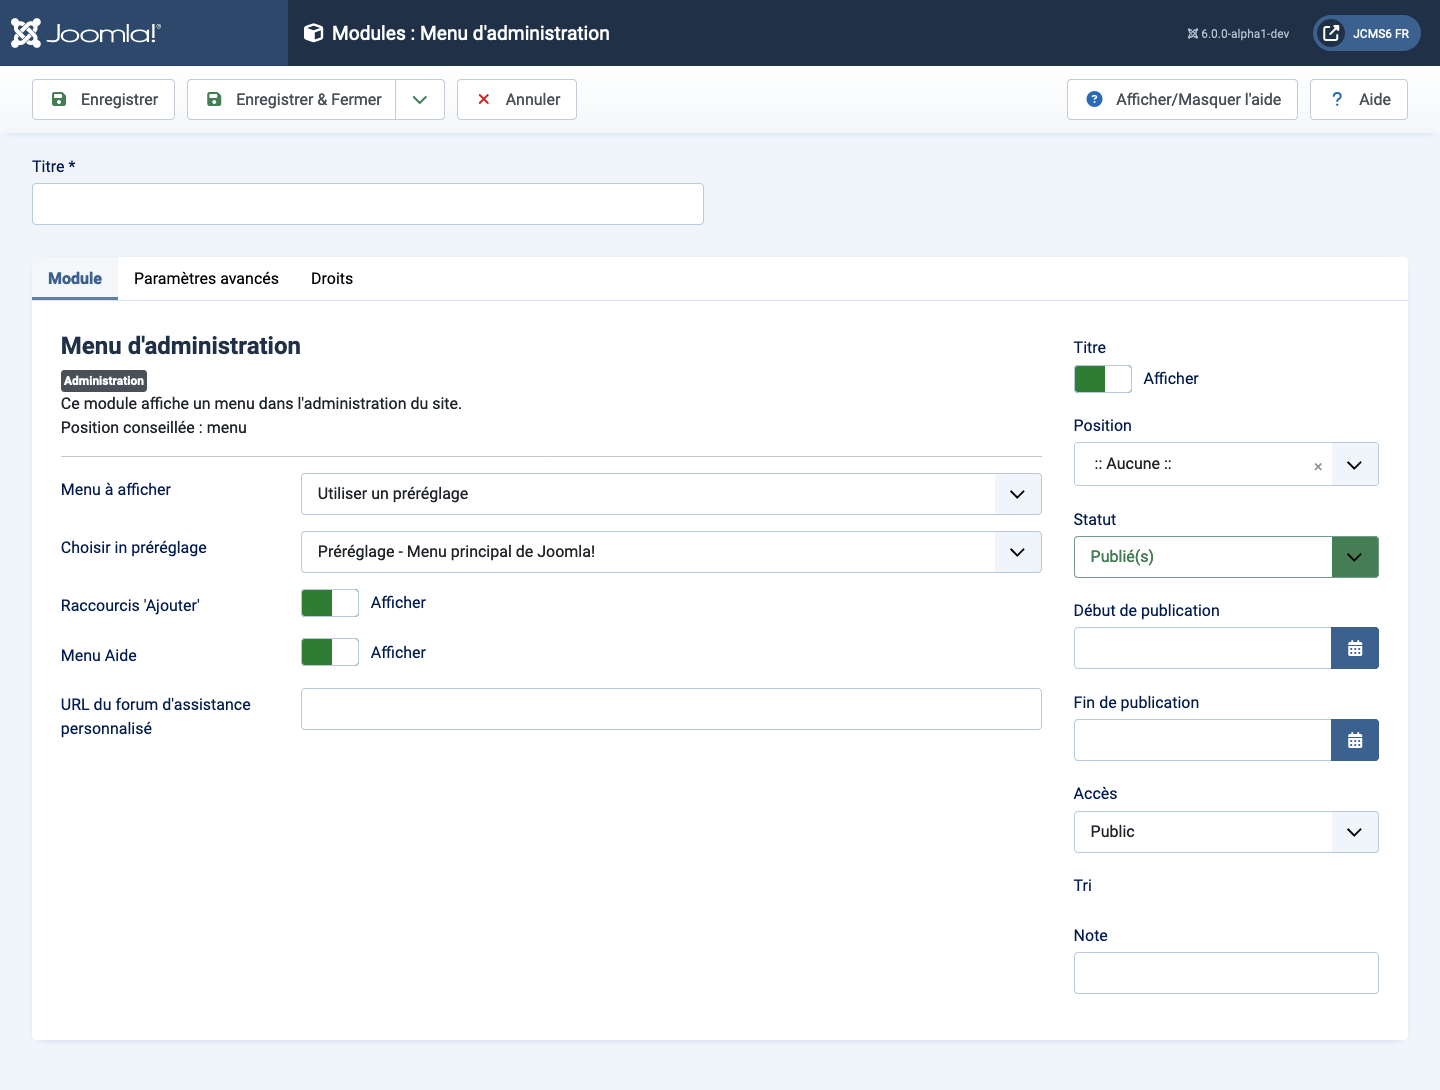 Joomla!®
Modules : Menu d'administration
6.0.0-alpha1-dev
JCMS6 FR
Enregistrer
Enregistrer & Fermer
Annuler
? Afficher/Masquer l'aide
? Aide
Titre *
Module
Paramètres avancés
Droits
Menu d'administration
Administration
Ce module affiche un menu dans l'administration du site.
Position conseillée : menu
Menu à afficher
Utiliser un préréglage
Choisir in préréglage
Préréglage - Menu principal de Joomla!
Raccourcis 'Ajouter'
Afficher
Menu Aide
Afficher
URL du forum d'assistance
personnalisé
Titre
Afficher
Position
:: Aucune ::
×
Statut
Publié(s)
Début de publication
Fin de publication
Accès
Public
Tri
Note